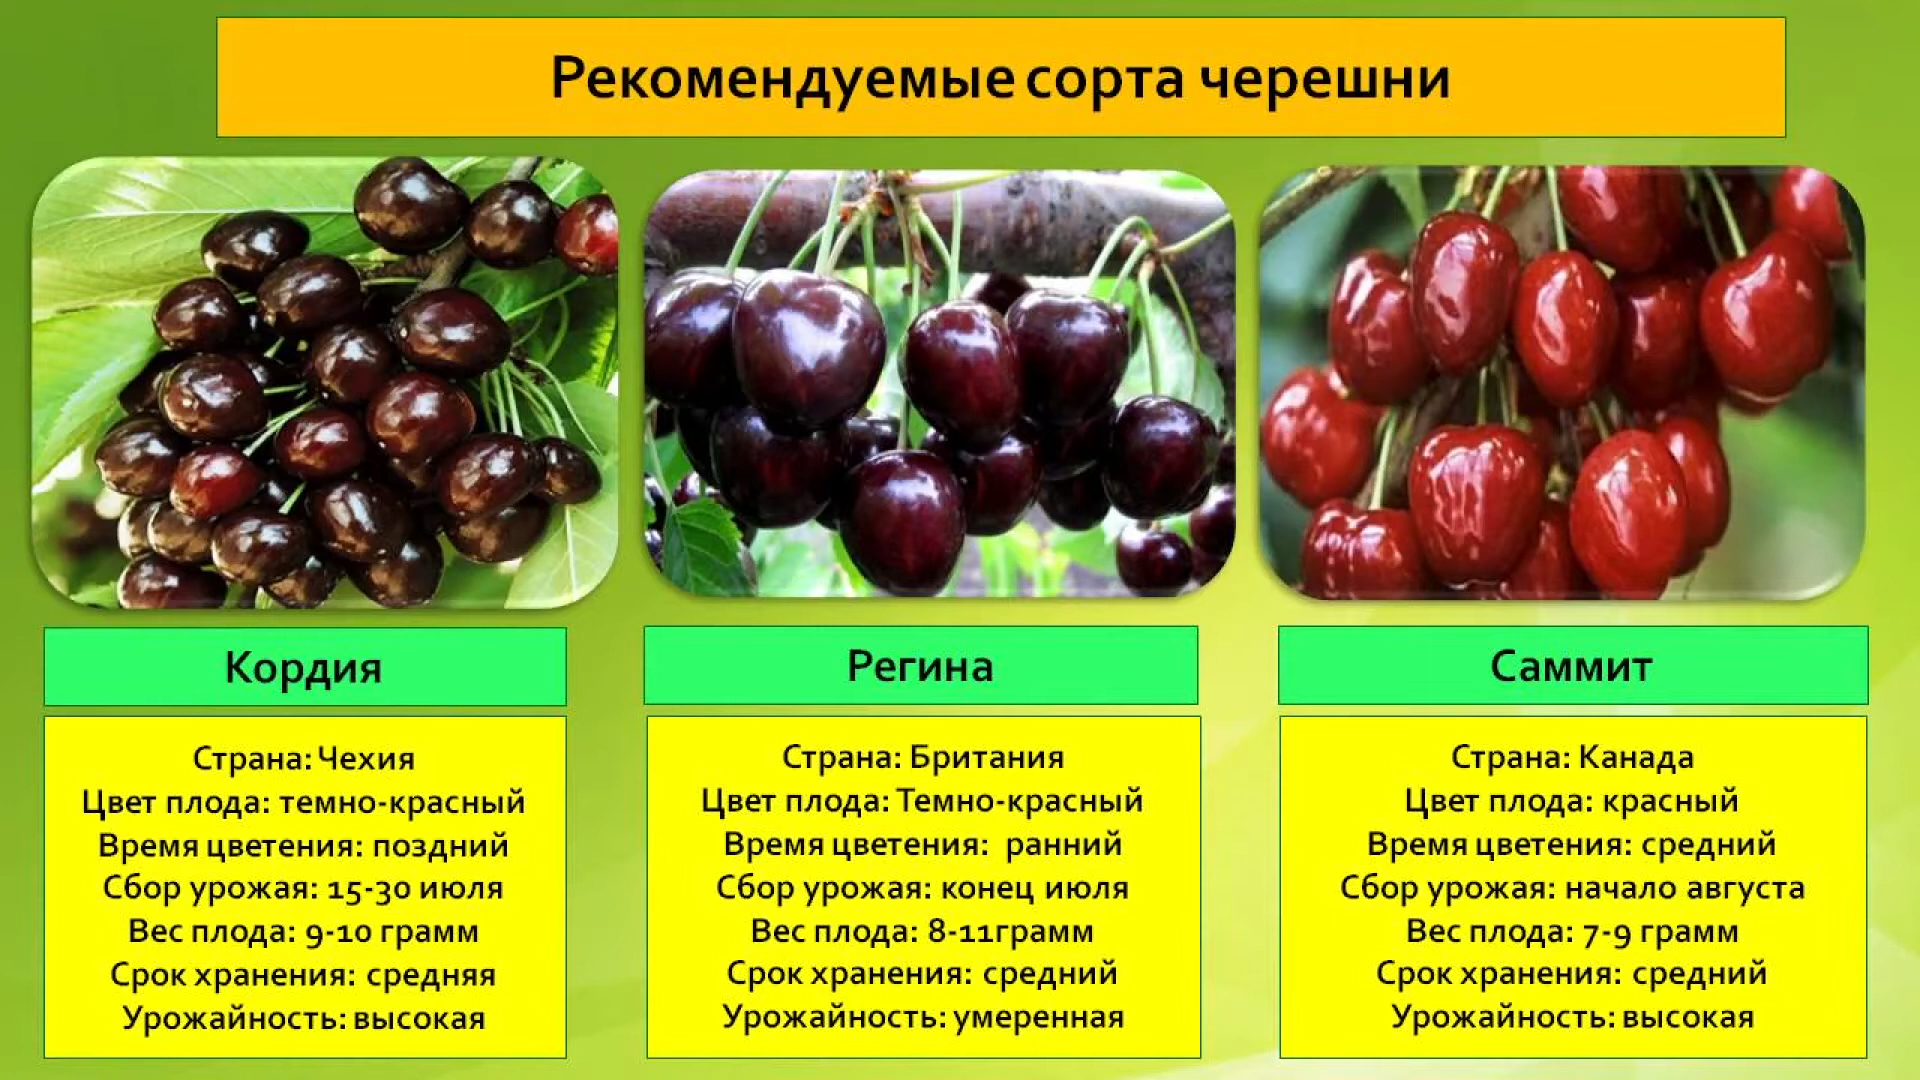 Рекомендуемые сорта черешни
Кордия
Страна: Чехия
Цвет плода: темно-красный
Время цветения: поздний
Сбор урожая: 15-30 июля
Вес плода: 9-10 грамм
Срок хранения: средняя
Урожайность: высокая
Регина
Страна: Британия
Цвет плода: Темно-красный
Время цветения: ранний
Сбор урожая: конец июля
Вес плода: 8-11грамм
Срок хранения: средний
Урожайность: умеренная
Саммит
Страна: Канада
Цвет плода: красный
Время цветения: средний
Сбор урожая: начало августа
Вес плода: 7-9 грамм
Срок хранения: средний
Урожайность: высокая